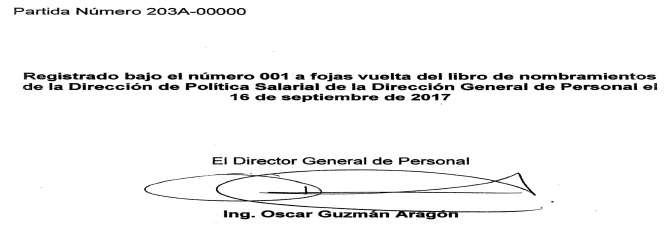 Partida Número 203A-00000
Registrado bajo el número 001 a fojas vuelta del libro de nombramientos
de la Dirección de Política Salarial de la Dirección General de Personal el
16 de septiembre de 2017
El Director General de Personal
Ing. Oscar Guzmán Aragón